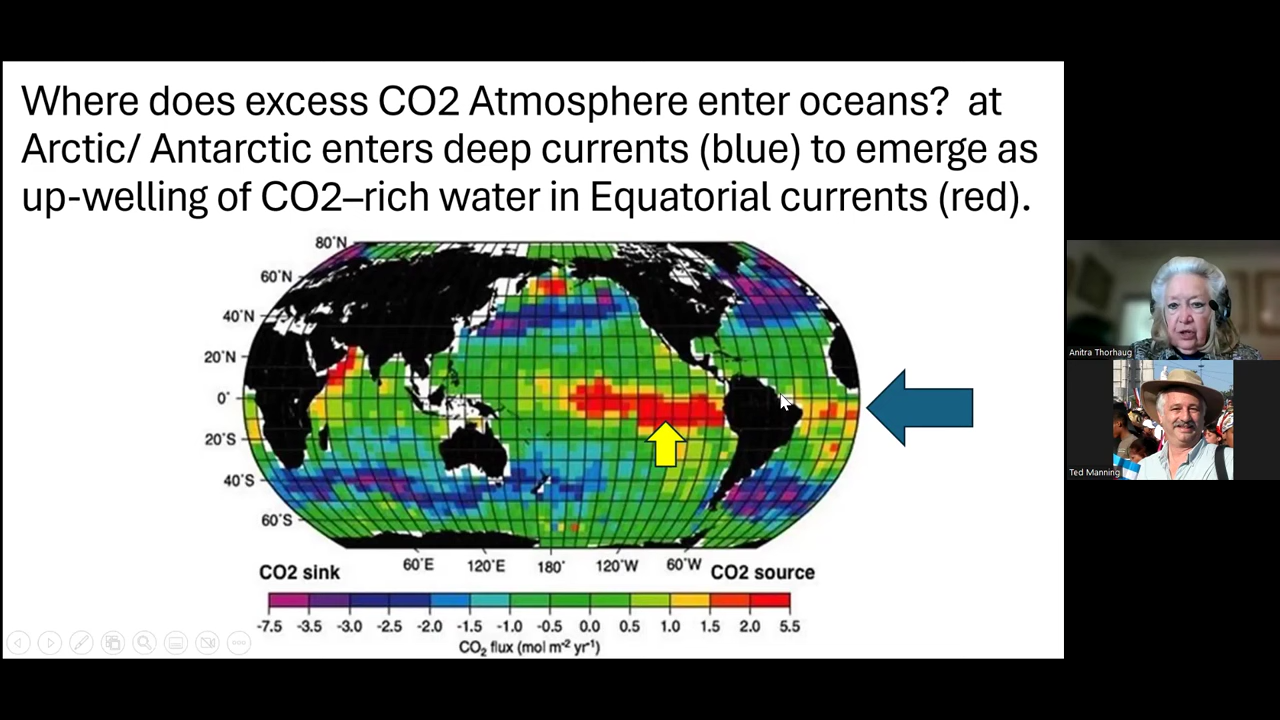 Where does excess CO2 Atmosphere enter oceans?  at
Arctic/ Antarctic enters deep currents (blue) to emerge as
up-welling of CO2–rich water in Equatorial currents (red).
80˚N
60˚N
40˚N
20˚N
0˚
20˚S
40˚S
60˚S
60˚E 120˚E 180˚ 120˚W 60˚W
CO2 sink CO2 source
-7.5 -3.5 -3.0 -2.5 -2.0 -1.5 -1.0 -0.5 0.0 0.5 1.0 1.5 2.0 5.5
CO₂ flux (mol m⁻² yr⁻¹)
Anitra Thorhaug
Ted Manning